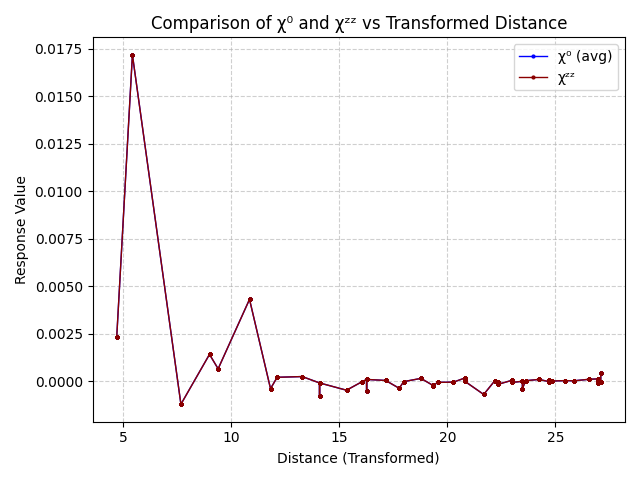 Comparison of χ⁰ and χᶻᶻ vs Transformed Distance
χ⁰ (avg)
χᶻᶻ
Response Value
0.0175
0.0150
0.0125
0.0100
0.0075
0.0050
0.0025
0.0000
5 10 15 20 25
Distance (Transformed)